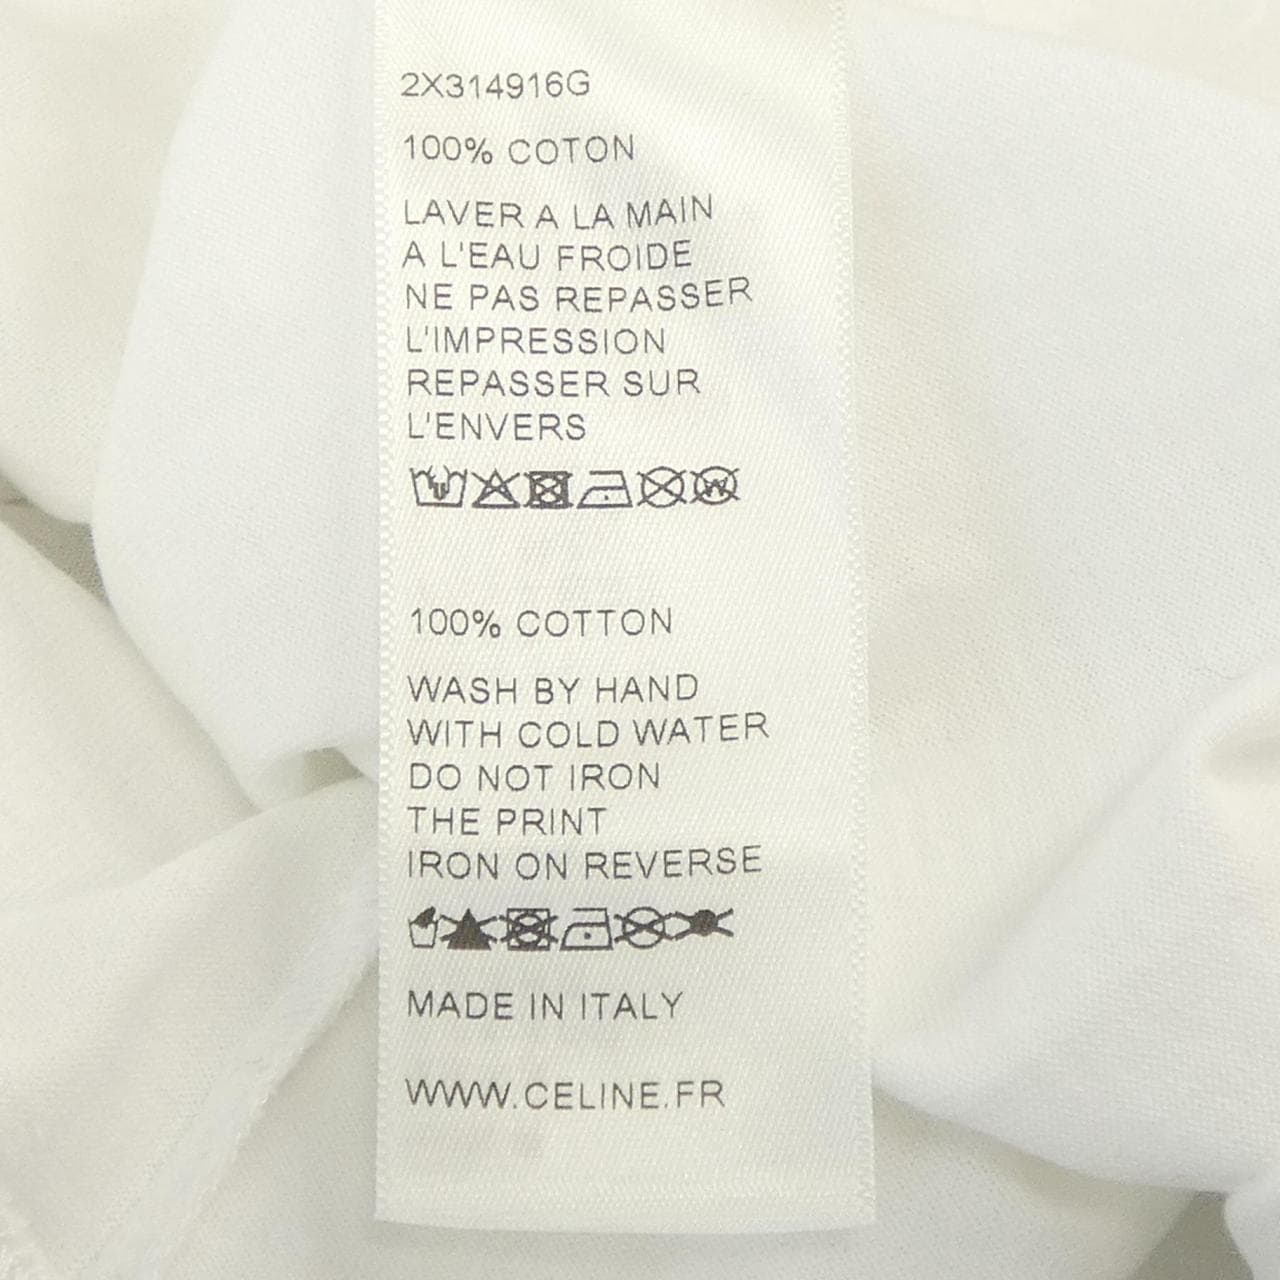 2X314916G
100% COTON
LAVER A LA MAIN
A L'EAU FROIDE
NE PAS REPASSER
L'IMPRESSION
REPASSER SUR
L'ENVERS
W
100% COTTON
WASH BY HAND
WITH COLD WATER
DO NOT IRON
THE PRINT
IRON ON REVERSE
MADE IN ITALY
WWW.CELINE.FR